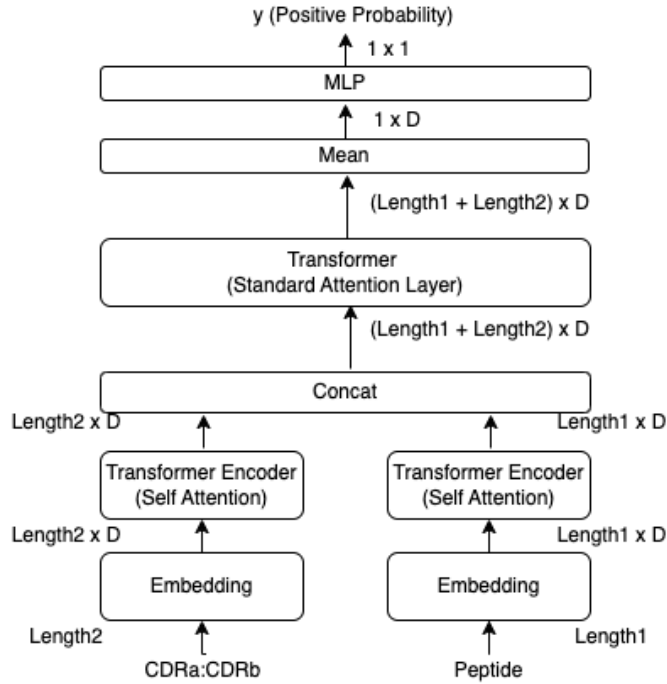 y (Positive Probability)
1 x 1
MLP
1 x D
Mean
(Length1 + Length2) x D
Transformer
(Standard Attention Layer)
(Length1 + Length2) x D
Concat
Length2 x D
Length1 x D
Transformer Encoder
(Self Attention)
Transformer Encoder
(Self Attention)
Length2 x D
Length1 x D
Embedding
Embedding
Length2
Length1
CDRa:CDRb
Peptide